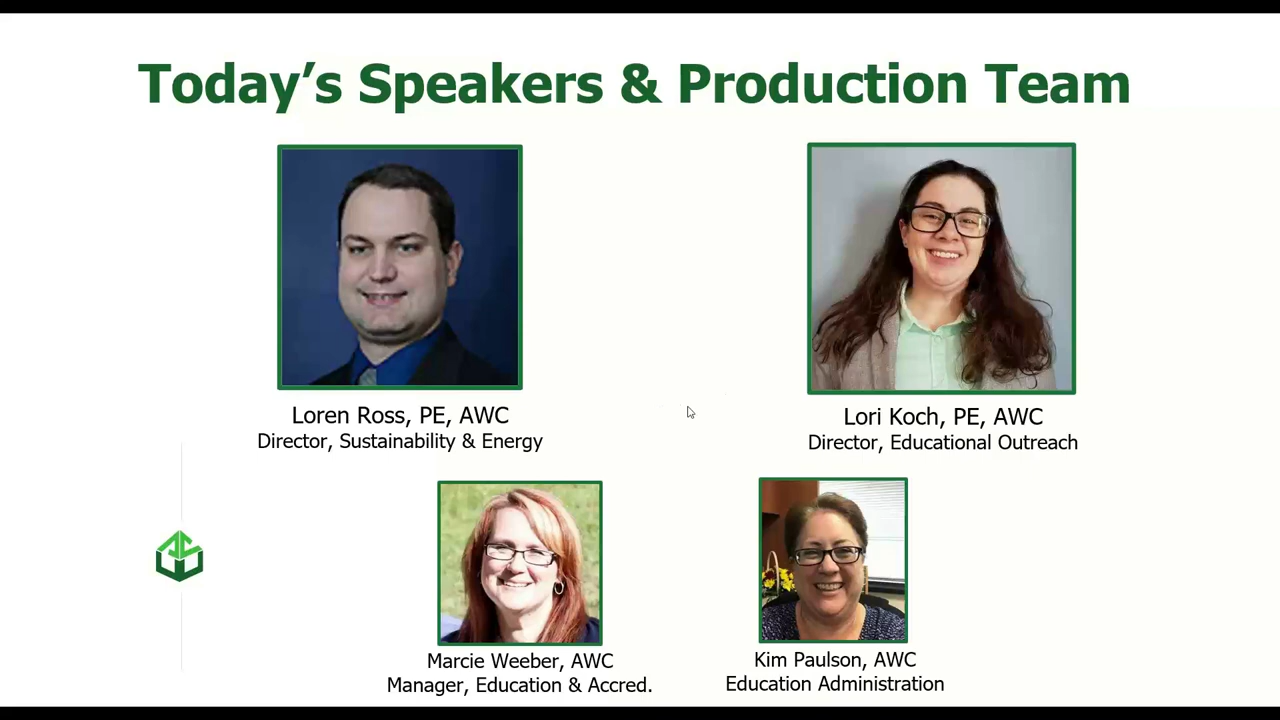 Today’s Speakers & Production Team
Loren Ross, PE, AWC
Director, Sustainability & Energy
Lori Koch, PE, AWC
Director, Educational Outreach
Marcie Weeber, AWC
Manager, Education & Accred.
Kim Paulson, AWC
Education Administration